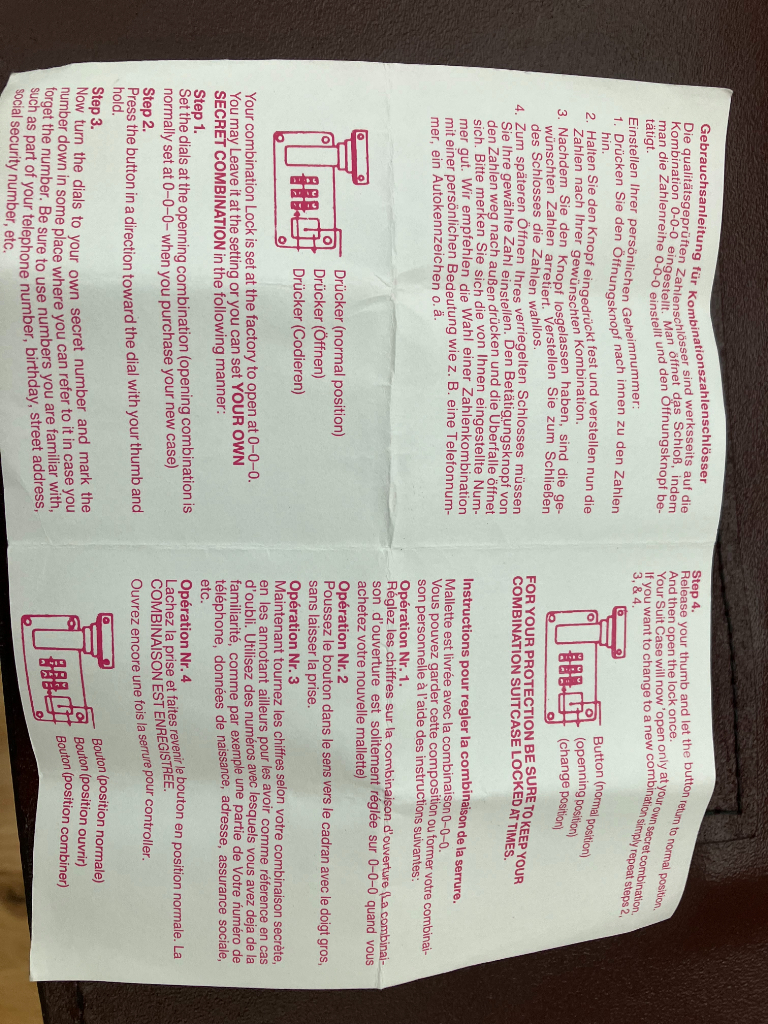 Gebrauchsanleitung für Kombinationszahlenschlösser
Die qualitätsgeprüften Zahlenschlösser sind werksseits auf die
Kombination 0-0-0 eingestellt. Man öffnet das Schloß, indem
man die Zahlenreihe 0-0-0 einstellt und den Öffnungsknopf be-
tätigt.
Einstellen Ihrer persönlichen Geheimnummer:
1. Drücken Sie den Öffnungsknopf nach innen zu den Zahlen
hin.
2. Halten Sie den Knopf eingedrückt fest und verstellen nun die
Zahlen nach Ihrer gewünschten Kombination.
3. Nachdem Sie den Knopf losgelassen haben, sind die ge-
wünschten Zahlen arretiert. Verstellen Sie zum Schließen
des Schlosses die Zahlen wahllos.
4. Zum späteren Öffnen Ihres verriegelten Schlosses müssen
Sie Ihre gewählte Zahl einstellen. Den Betätigungsknopf von
den Zahlen weg nach außen drücken und die Überfalle öffnet
sich. Bitte merken Sie sich die von Ihnen eingestellte Num-
mer gut. Wir empfehlen die Wahl einer Zahlenkombination
mit einer persönlichen Bedeutung wie z. B. eine Telefonnum-
mer, ein Autokennzeichen o. ä.
Drücker (normal position)
Drücker (Öffnen)
Drücker (Codieren)
Your combination Lock is set at the factory to open at 0–0–0.
You may Leave it at the setting or you can set YOUR OWN
SECRET COMBINATION in the following manner:
Step 1.
Set the dials at the openning combination (opening combination is
normally set at 0–0–0– when you purchase your new case)
Step 2.
Press the button in a direction toward the dial with your thumb and
hold.
Step 3.
Now turn the dials to your own secret number and mark the
number down in some place where you can refer to it in case you
forget the number. Be sure to use numbers you are familiar with,
such as part of your telephone number, birthday, street address,
social security number, etc.
Step 4.
Release your thumb and let the button return to normal position,
And then open the lock once.
Your Suit Case will now open only at your own secret combination,
If you want to change to a new combination simply repeat steps 2,
3, & 4.
Button (normal position)
(openning position)
(change position)
FOR YOUR PROTECTION BE SURE TO KEEP YOUR
COMBINATION SUITCASE LOCKED AT TIMES.
Instructions pour regler la combinaison de la serrure.
Mallette est livrée avec la combinaison 0–0–0.
Vous pouvez garder cette composition ou former votre combinai-
son personnelle à l'aide des instructions suivantes:
Opération Nr. 1.
Réglez les chiffres sur la combinaison d'ouverture (La combinai-
son d'ouverture est solitement réglée sur 0–0–0 quand vous
achetez votre nouvelle mallette)
Opération Nr. 2
Poussez le bouton dans le sens vers le cadran avec le doigt gros,
sans laisser la prise.
Opération Nr. 3
Maintenant tournez les chiffres selon votre combinaison secrète,
en les annotant ailleurs pour les avoir comme référence en cas
d'oubli. Utilisez des numéros avec lesquels vous avez deja de la
familiarité, comme par exemple une partie de Votre numéro de
téléphone, données de naissance, adresse, assurance sociale,
etc.
Opération Nr. 4
Lachez la prise et faites revenir le bouton en position normale. La
COMBINAISON EST ENREGISTRÉE.
Ouvrez encore une fois la serrure pour controller.
Bouton (position normale)
Bouton (position ouvrir)
Bouton (position combiner)